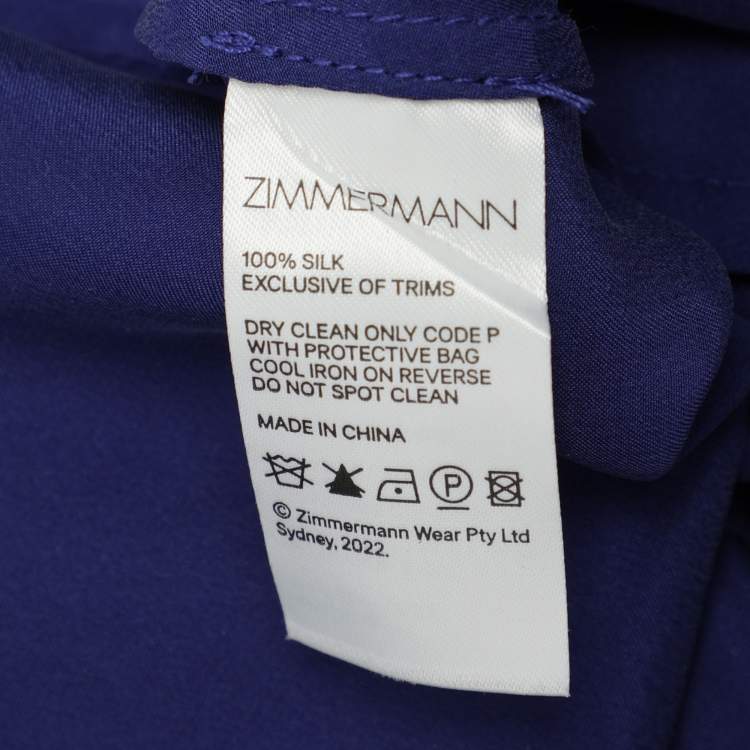 ZIMMERMANN
100% SILK
EXCLUSIVE OF TRIMS
DRY CLEAN ONLY CODE P
WITH PROTECTIVE BAG
COOL IRON ON REVERSE
DO NOT SPOT CLEAN
MADE IN CHINA
P
© Zimmermann Wear Pty Ltd
Sydney, 2022.